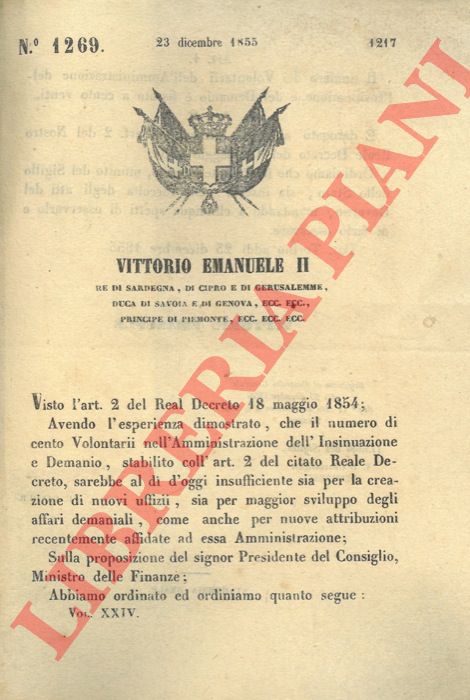 N.º 1269. 23 dicembre 1855 1217
VITTORIO EMANUELE II
RE DI SARDEGNA, DI CIPRO E DI GERUSALEMME,
DUCA DI SAVOIA E DI GENOVA, ECC. ECC.,
PRINCIPE DI PIEMONTE, ECC. ECC. ECC.
Visto l'art. 2 del Real Decreto 18 maggio 1854;
Avendo l'esperienza dimostrato, che il numero di
cento Volontarii nell'Amministrazione dell'Insinuazione
e Demanio, stabilito coll'art. 2 del citato Reale De-
creto, sarebbe al dì d'oggi insufficiente sia per la crea-
zione di nuovi uffizii, sia per maggior sviluppo degli
affari demaniali, come anche per nuove attribuzioni
recentemente affidate ad essa Amministrazione;
Sulla proposizione del signor Presidente del Consiglio,
Ministro delle Finanze;
Abbiamo ordinato ed ordiniamo quanto segue:
Vol. XXIV.
LIBRERIA PIANI